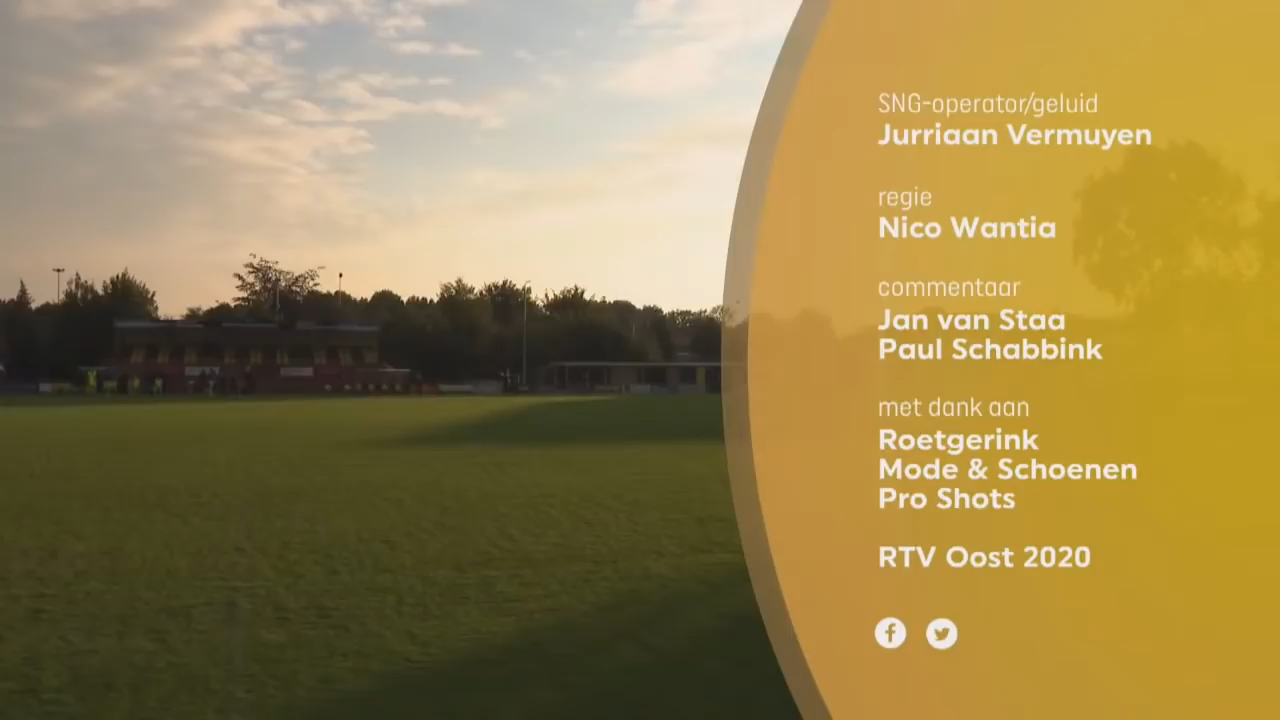 SNG-operator/geluid
Jurriaan Vermuyen
regie
Nico Wantia
commentaar
Jan van Staa
Paul Schabbink
met dank aan
Roetgerink
Mode & Schoenen
Pro Shots
RTV Oost 2020